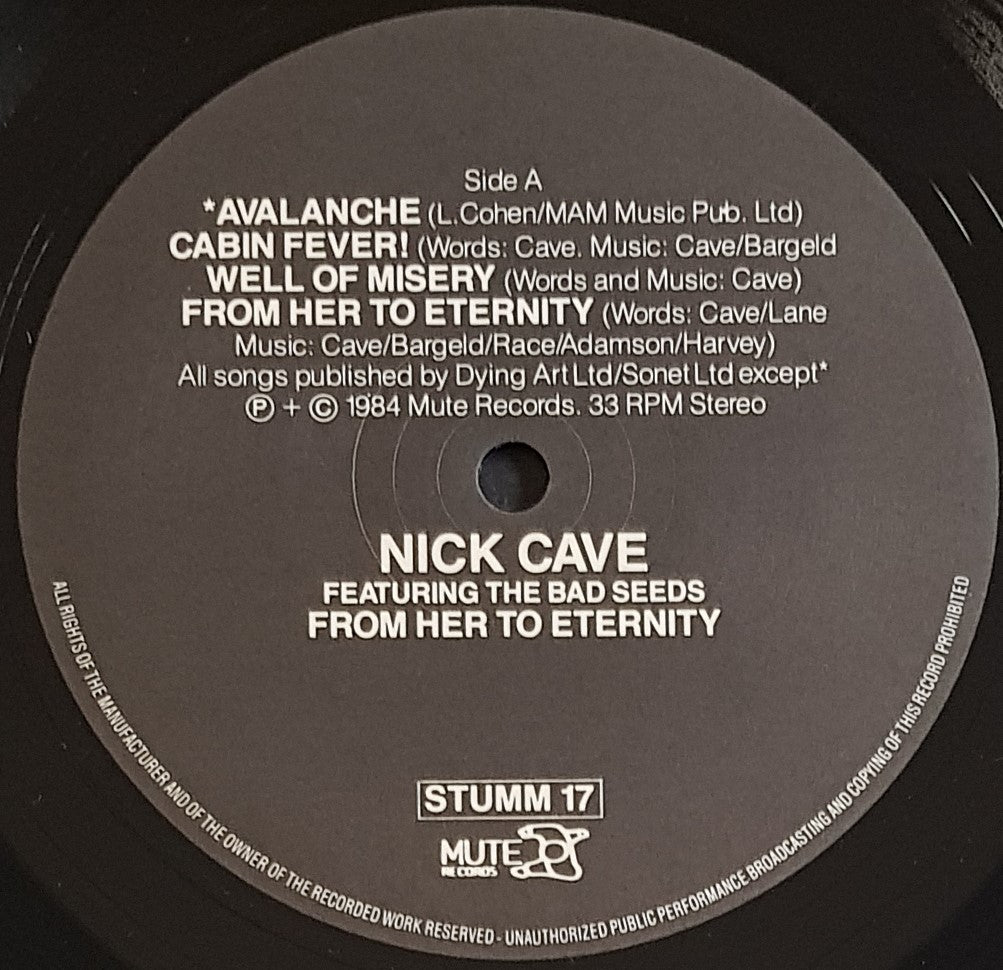 Side A
*AVALANCHE (L.Cohen/MAM Music Pub. Ltd)
CABIN FEVER! (Words: Cave. Music: Cave/Bargeld
WELL OF MISERY (Words and Music: Cave)
FROM HER TO ETERNITY (Words: Cave/Lane
Music: Cave/Bargeld/Race/Adamson/Harvey)
All songs published by Dying Art Ltd/Sonet Ltd except*
Ⓟ + © 1984 Mute Records. 33 RPM Stereo
NICK CAVE
FEATURING THE BAD SEEDS
FROM HER TO ETERNITY
STUMM 17
MUTE
RECORDS
ALL RIGHTS OF THE MANUFACTURER AND OF THE OWNER OF THE RECORDED WORK RESERVED - UNAUTHORIZED PUBLIC PERFORMANCE BROADCASTING AND COPYING OF THIS RECORD PROHIBITED